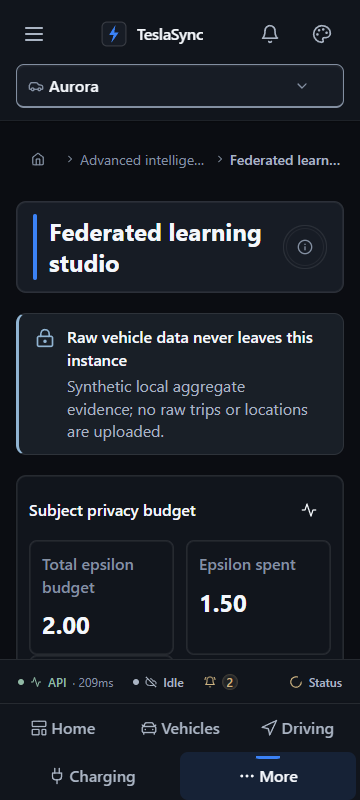 TeslaSync
Aurora
Advanced intellige...
Federated learn...
Federated learning
studio
Raw vehicle data never leaves this
instance
Synthetic local aggregate
evidence; no raw trips or locations
are uploaded.
Subject privacy budget
Total epsilon
budget
2.00
Epsilon spent
1.50
API · 209ms
Idle
2
Status
Home
Vehicles
Driving
Charging
More